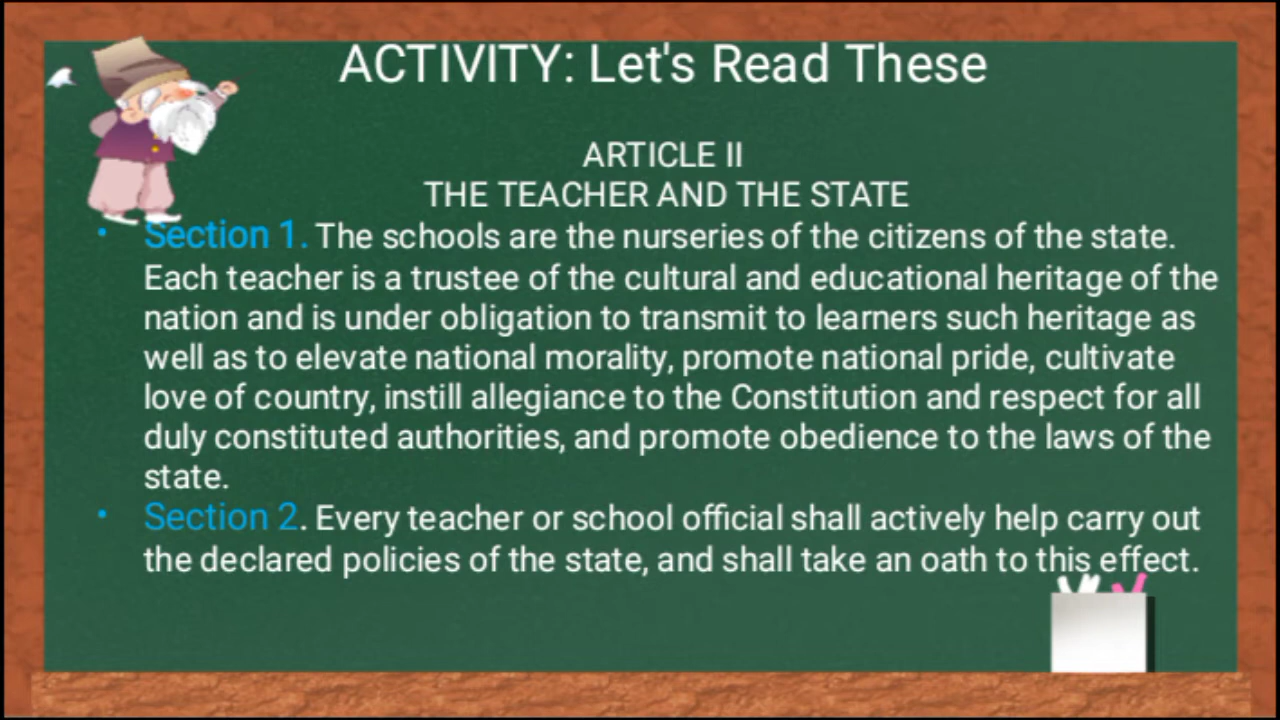 ACTIVITY: Let's Read These
ARTICLE II
THE TEACHER AND THE STATE
• Section 1. The schools are the nurseries of the citizens of the state.
Each teacher is a trustee of the cultural and educational heritage of the
nation and is under obligation to transmit to learners such heritage as
well as to elevate national morality, promote national pride, cultivate
love of country, instill allegiance to the Constitution and respect for all
duly constituted authorities, and promote obedience to the laws of the
state.
• Section 2. Every teacher or school official shall actively help carry out
the declared policies of the state, and shall take an oath to this effect.